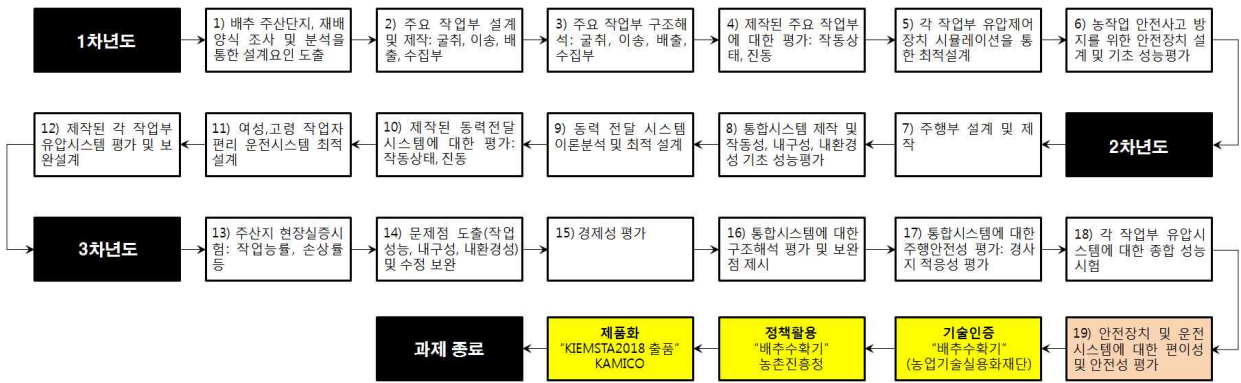 1차년도
1) 배추 주산단지, 재배
양식 조사 및 분석을
통한 설계요인 도출
2) 주요 작업부 설계
및 제작: 굴취, 이송, 배
출, 수집부
3) 주요 작업부 구조해
석: 굴취, 이송, 배출,
수집부
4) 제작된 주요 작업부
에 대한 평가: 작동상
태, 진동
5) 각 작업부 유압제어
장치 시뮬레이션을 통
한 최적설계
6) 농작업 안전사고 방
지를 위한 안전장치 설
계 및 기초 성능평가
2차년도
7) 주행부 설계 및 제
작
8) 통합시스템 제작 및
작동성, 내구성, 내환경
성 기초 성능평가
9) 동력 전달 시스템
이론분석 및 최적 설계
10) 제작된 동력전달
시스템에 대한 평가:
작동상태, 진동
11) 여성,고령 작업자
편리 운전시스템 최적
설계
12) 제작된 각 작업부
유압시스템 평가 및 보
완설계
3차년도
13) 주산지 현장실증시
험: 작업능률, 손상률
등
14) 문제점 도출(작업
성능, 내구성, 내환경성)
및 수정 보완
15) 경제성 평가
16) 통합시스템에 대한
구조해석 평가 및 보완
점 제시
17) 통합시스템에 대한
주행안전성 평가: 경사
지 적응성 평가
18) 각 작업부 유압시
스템에 대한 종합 성능
시험
19) 안전장치 및 운전
시스템에 대한 편이성
및 안전성 평가
기술인증
"배추수확기"
(농업기술실용화재단)
정책활용
"배추수확기"
농촌진흥청
제품화
"KIEMSTA2018 출품"
KAMICO
과제 종료